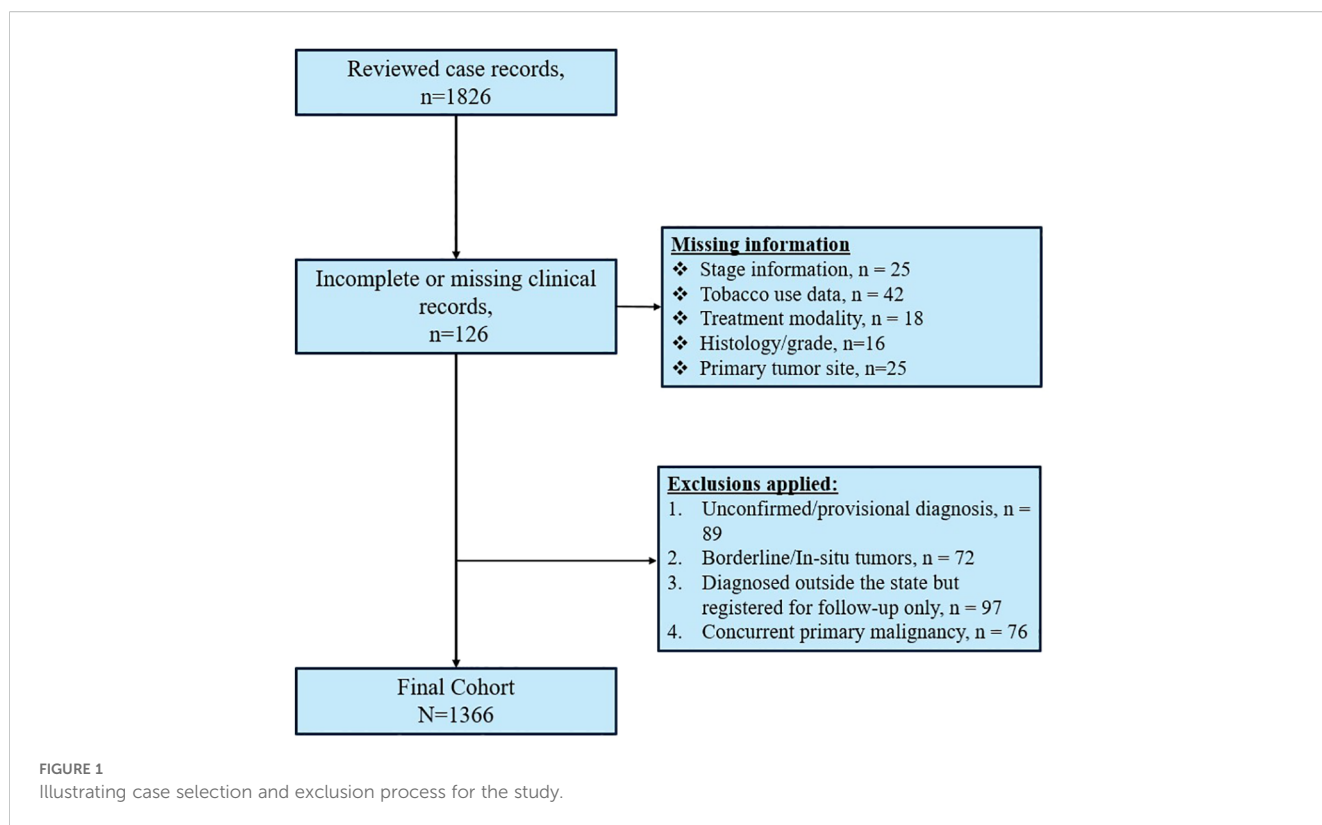 Reviewed case records,
n=1826
Incomplete or missing clinical
records,
n=126
Missing information
❖ Stage information, n = 25
❖ Tobacco use data, n = 42
❖ Treatment modality, n = 18
❖ Histology/grade, n=16
❖ Primary tumor site, n=25
Exclusions applied:
1. Unconfirmed/provisional diagnosis, n =
89
2. Borderline/In-situ tumors, n = 72
3. Diagnosed outside the state but
registered for follow-up only, n = 97
4. Concurrent primary malignancy, n = 76
Final Cohort
N=1366
FIGURE 1
Illustrating case selection and exclusion process for the study.